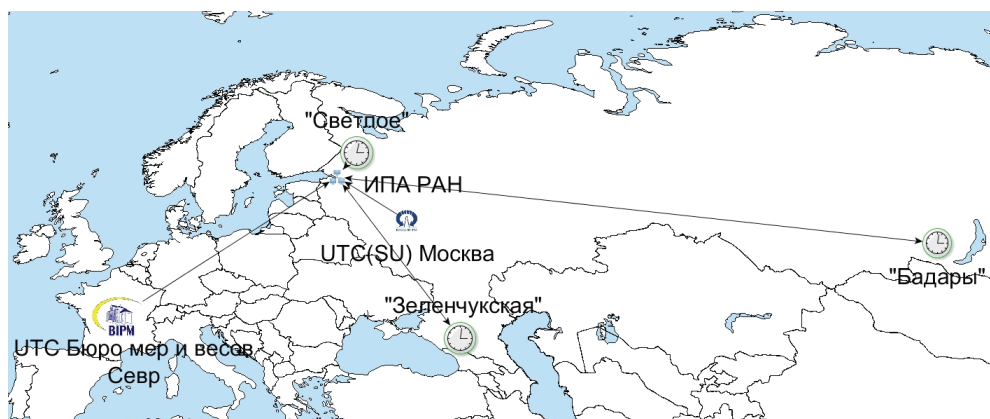 "Светлое"
ИПА РАН
UTC(SU) Москва
"Бадары"
"Зеленчукская"
BIPM
UTC Бюро мер и весов
Севр